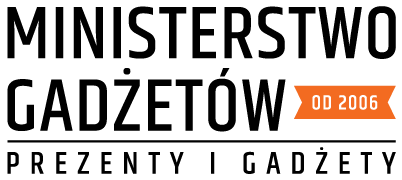 MINISTERSTWO
GADŻETÓW
OD 2006
PREZENTY I GADŻETY